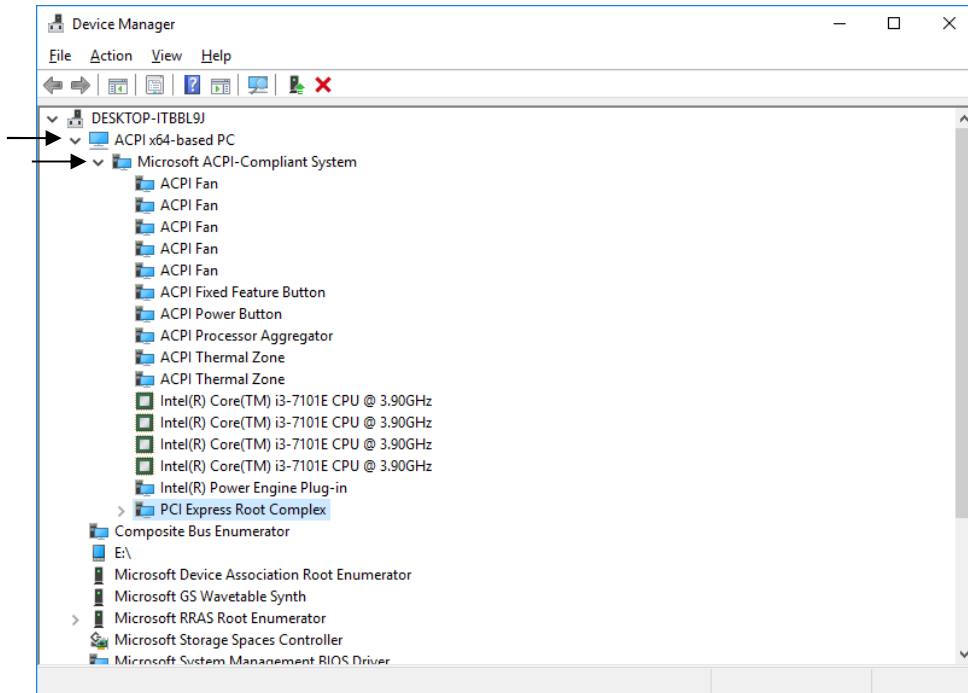 Device Manager
File Action View Help
DESKTOP-ITBBL9J
ACPI x64-based PC
Microsoft ACPI-Compliant System
ACPI Fan
ACPI Fan
ACPI Fan
ACPI Fan
ACPI Fan
ACPI Fixed Feature Button
ACPI Power Button
ACPI Processor Aggregator
ACPI Thermal Zone
ACPI Thermal Zone
Intel(R) Core(TM) i3-7101E CPU @ 3.90GHz
Intel(R) Core(TM) i3-7101E CPU @ 3.90GHz
Intel(R) Core(TM) i3-7101E CPU @ 3.90GHz
Intel(R) Core(TM) i3-7101E CPU @ 3.90GHz
Intel(R) Power Engine Plug-in
PCI Express Root Complex
Composite Bus Enumerator
E:\
Microsoft Device Association Root Enumerator
Microsoft GS Wavetable Synth
Microsoft RRAS Root Enumerator
Microsoft Storage Spaces Controller
Microsoft System Management BIOS Driver